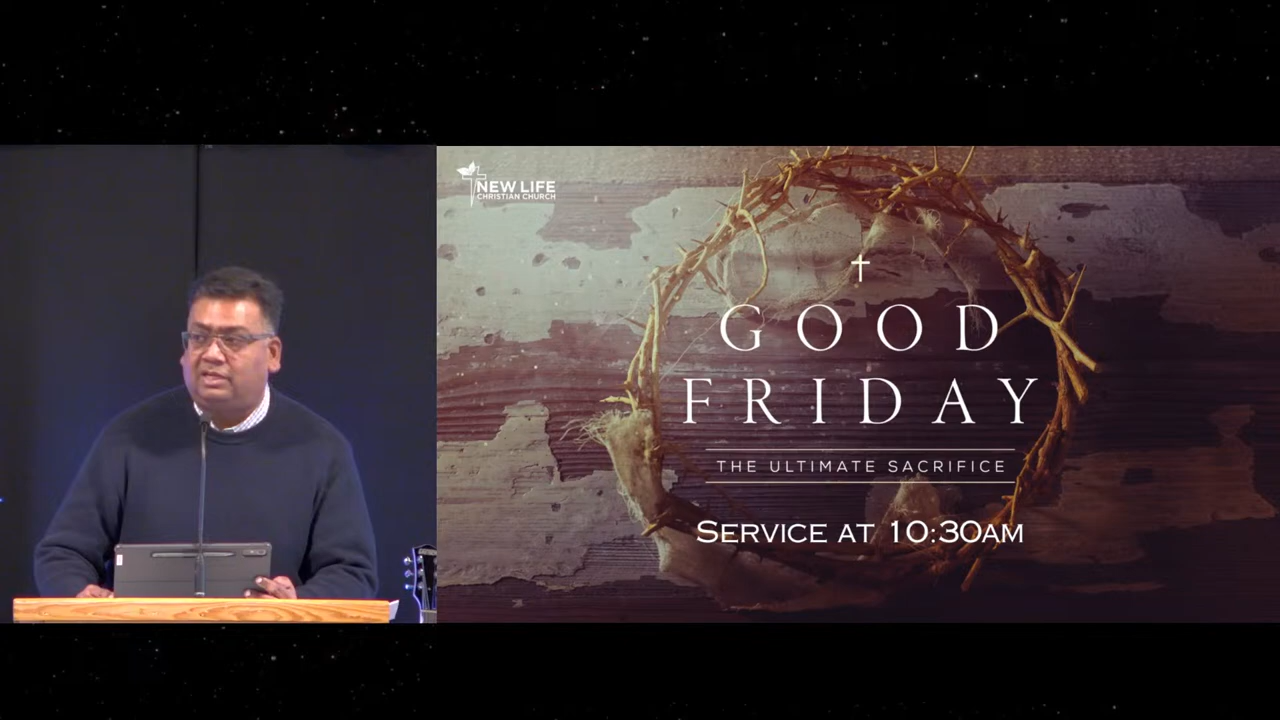 NEW LIFE
CHRISTIAN CHURCH
GOOD
FRIDAY
THE ULTIMATE SACRIFICE
SERVICE AT 10:30AM